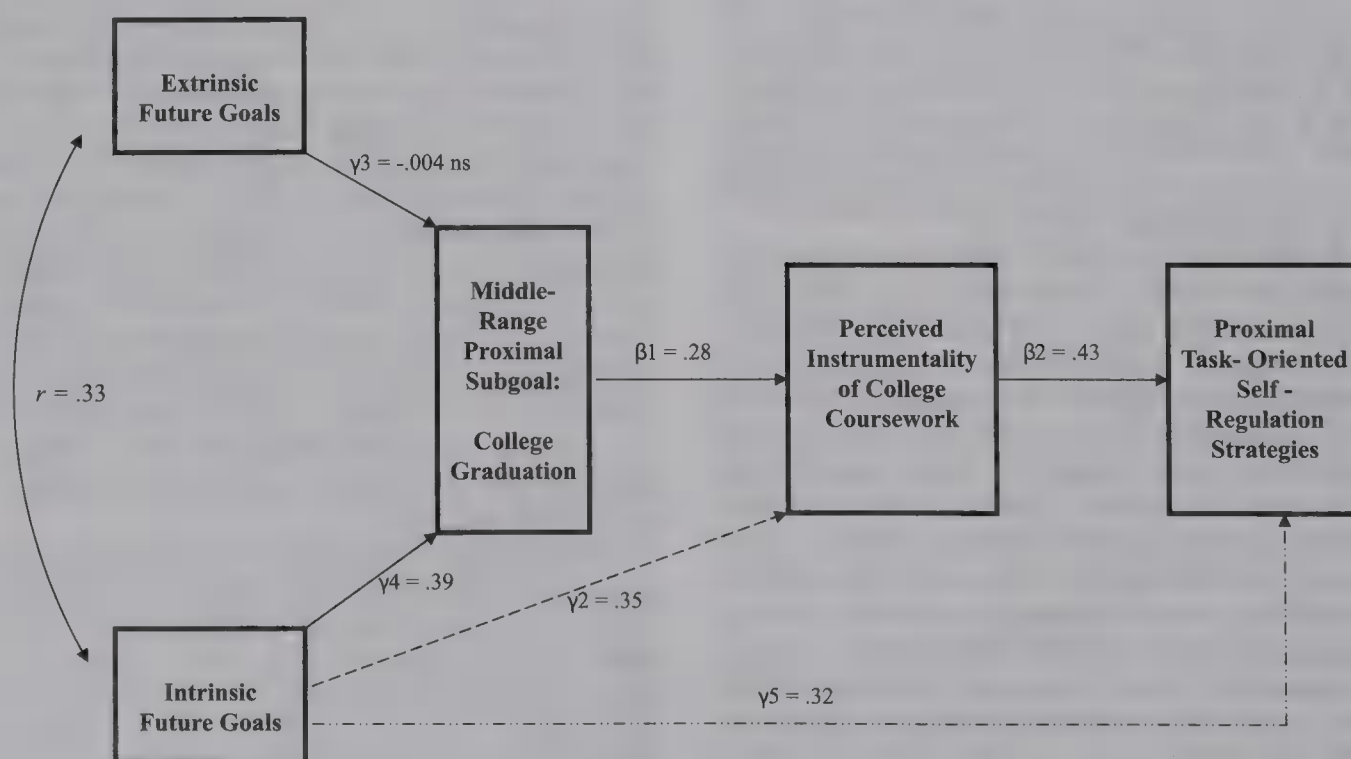 Extrinsic
Future Goals
γ3 = -.004 ns
Middle-
Range
Proximal
Subgoal:
College
Graduation
β1 = .28
Perceived
Instrumentality
of College
Coursework
β2 = .43
Proximal
Task- Oriented
Self -
Regulation
Strategies
r = .33
γ4 = .39
γ2 = .35
Intrinsic
Future Goals
γ5 = .32